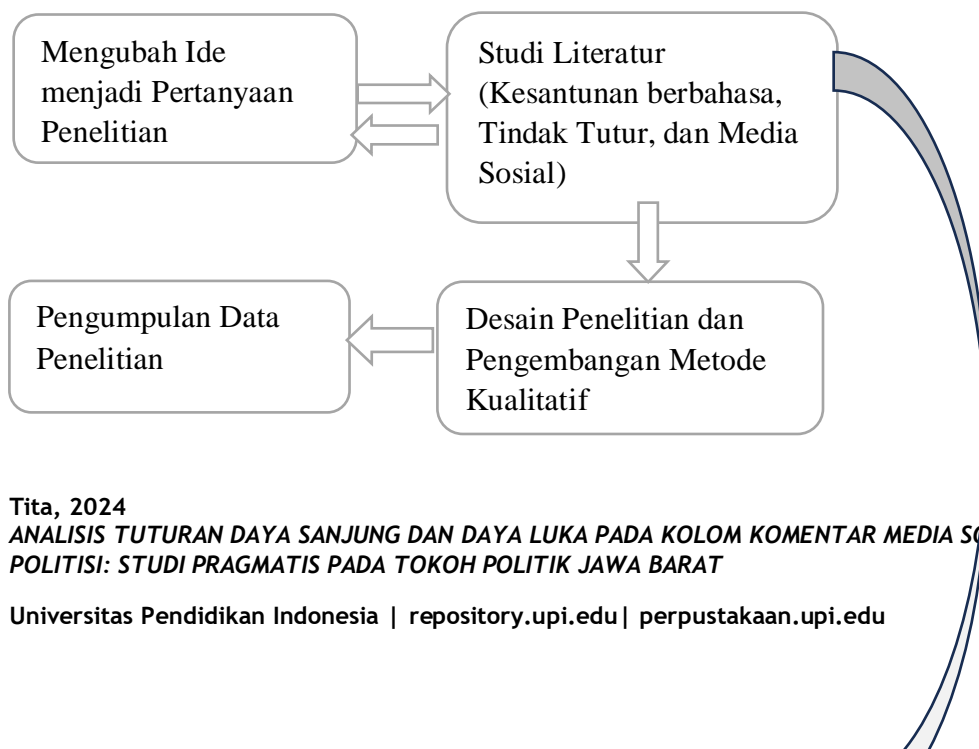 Mengubah Ide
menjadi Pertanyaan
Penelitian
Studi Literatur
(Kesantunan berbahasa,
Tindak Tutur, dan Media
Sosial)
Pengumpulan Data
Penelitian
Desain Penelitian dan
Pengembangan Metode
Kualitatif
Tita, 2024
ANALISIS TUTURAN DAYA SANJUNG DAN DAYA LUKA PADA KOLOM KOMENTAR MEDIA
POLITISI: STUDI PRAGMATIS PADA TOKOH POLITIK JAWA BARAT
Universitas Pendidikan Indonesia | repository.upi.edu| perpustakaan.upi.edu